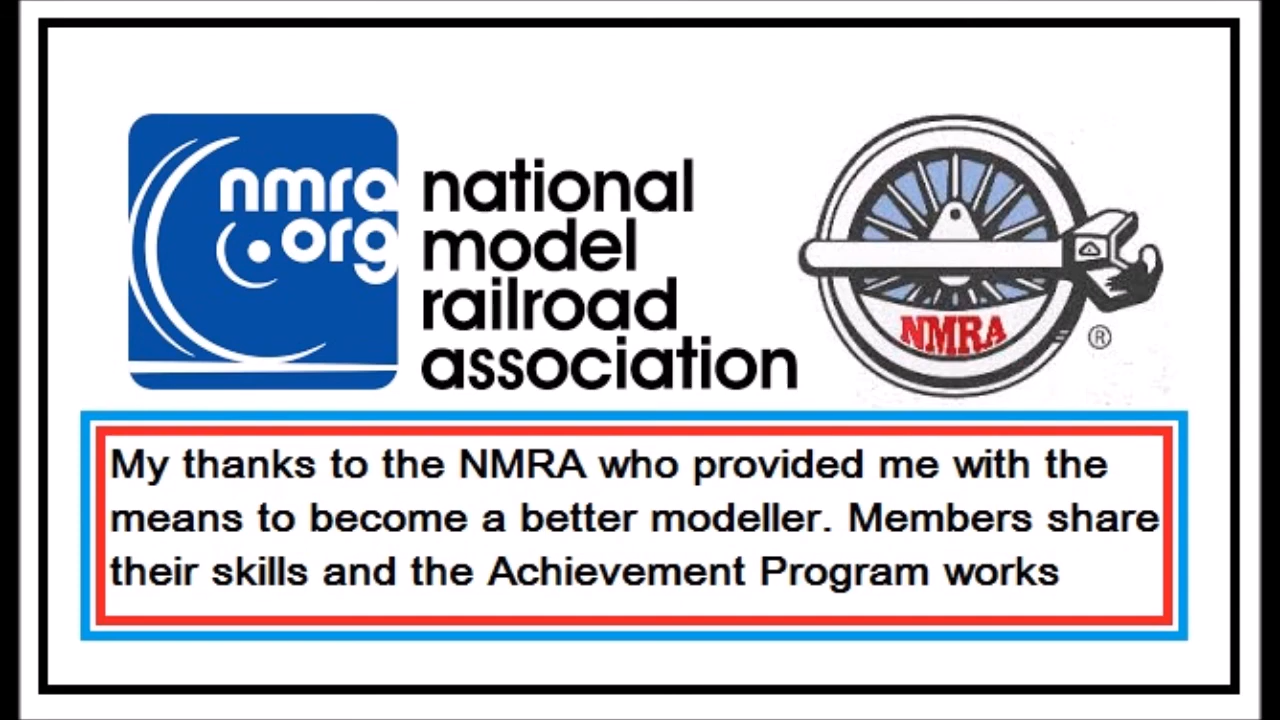 nmra
.org
national
model
railroad
association
NMRA
®
My thanks to the NMRA who provided me with the
means to become a better modeller. Members share
their skills and the Achievement Program works